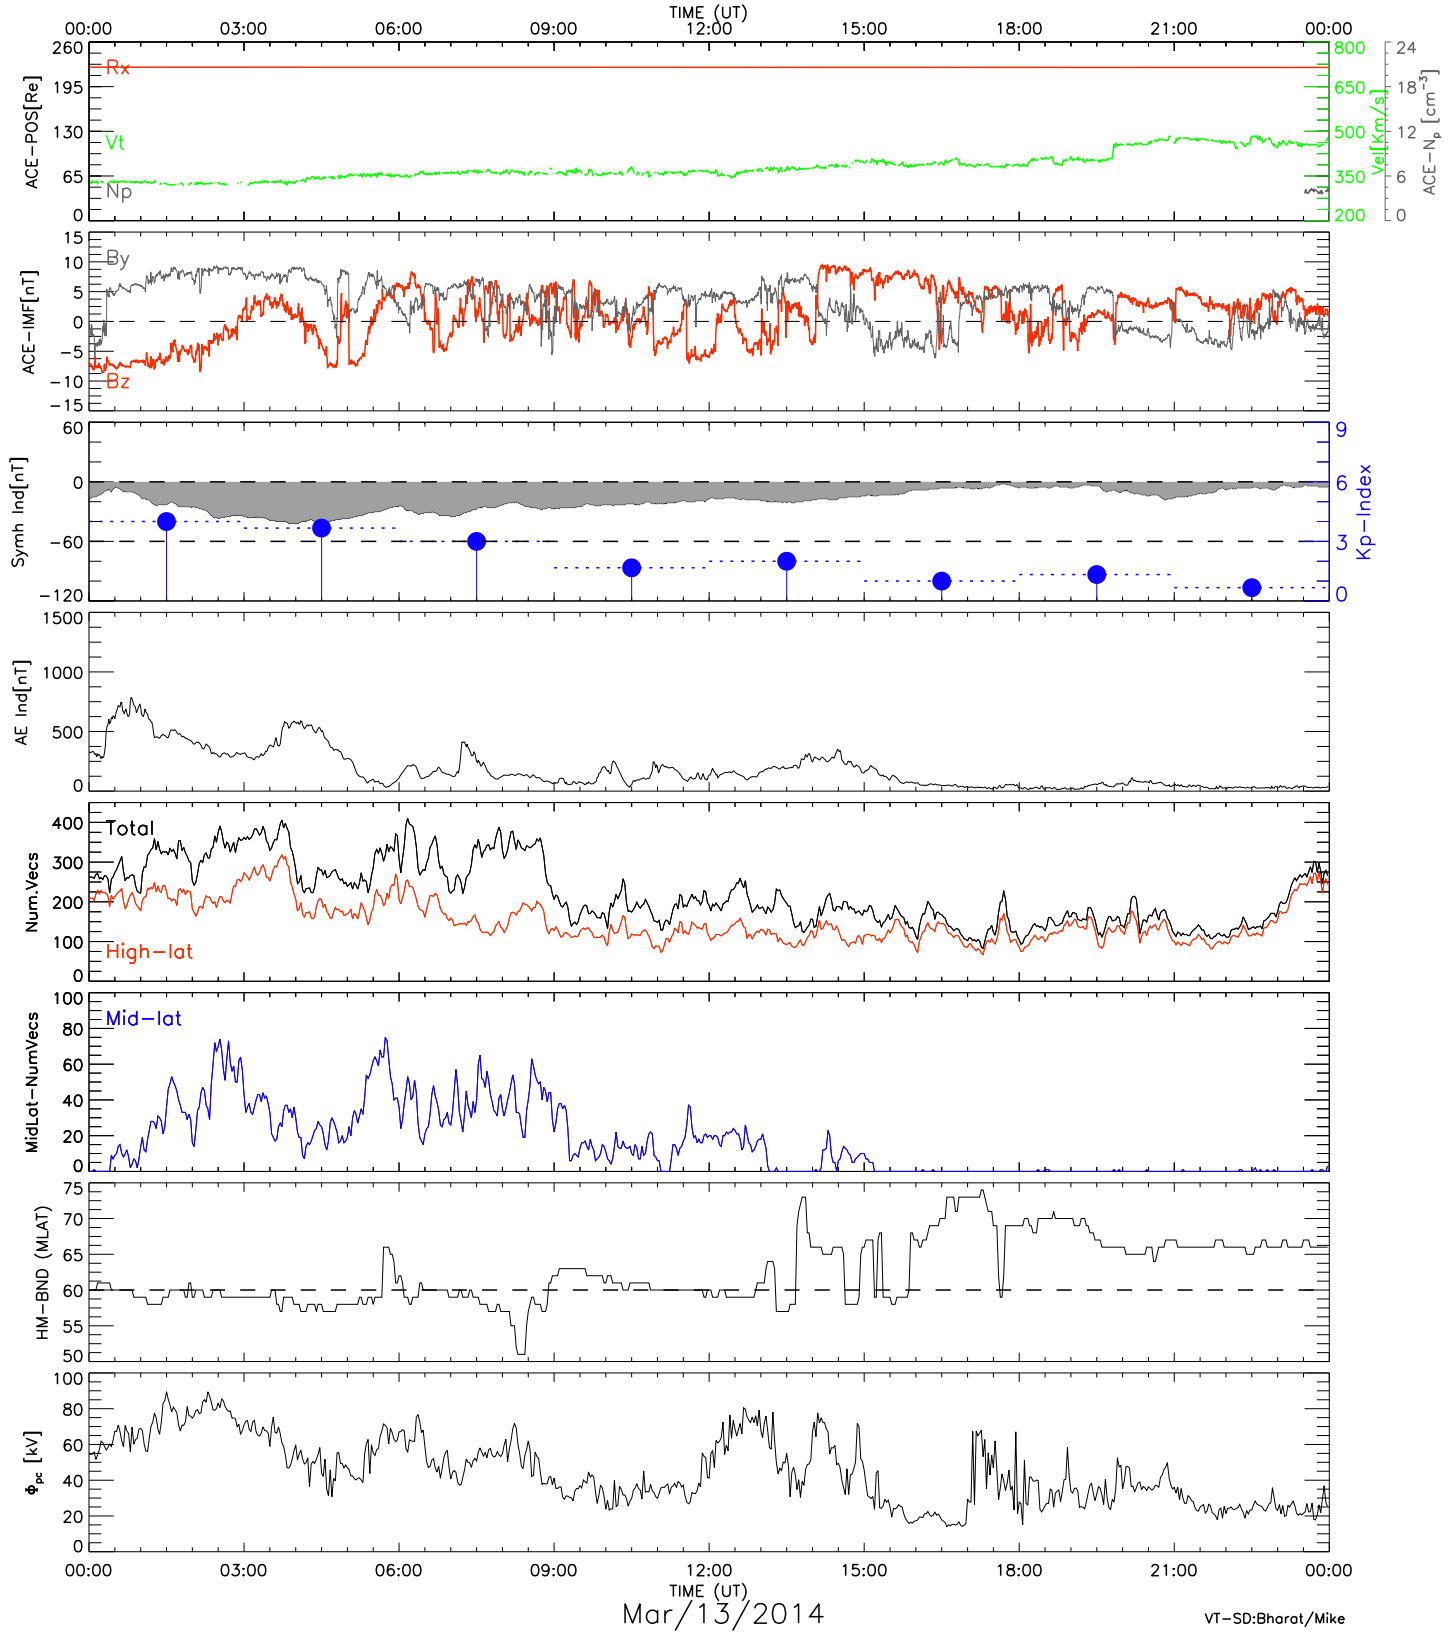 TIME (UT)
00:00 03:00 06:00 09:00 12:00 15:00 18:00 21:00 00:00
260
195
130
65
0
ACE-POS[Re]
Rx
Vt
Np
800
650
500
350
200
Vel[Km/s]
24
18
12
6
0
ACE-Np [cm-3]
15
10
5
0
-5
-10
-15
ACE-IMF[nT]
By
Bz
60
0
-60
-120
Symh Ind[nT]
9
6
3
0
Kp-Index
1500
1000
500
0
AE Ind[nT]
400
300
200
100
0
Num.Vecs
Total
High-lat
100
80
60
40
20
0
MidLat-NumVecs
Mid-lat
75
70
65
60
55
50
HM-BND (MLAT)
100
80
60
40
20
0
Φpc [kV]
00:00 03:00 06:00 09:00 12:00 15:00 18:00 21:00 00:00
TIME (UT)
Mar/13/2014
VT-SD:Bharat/Mike